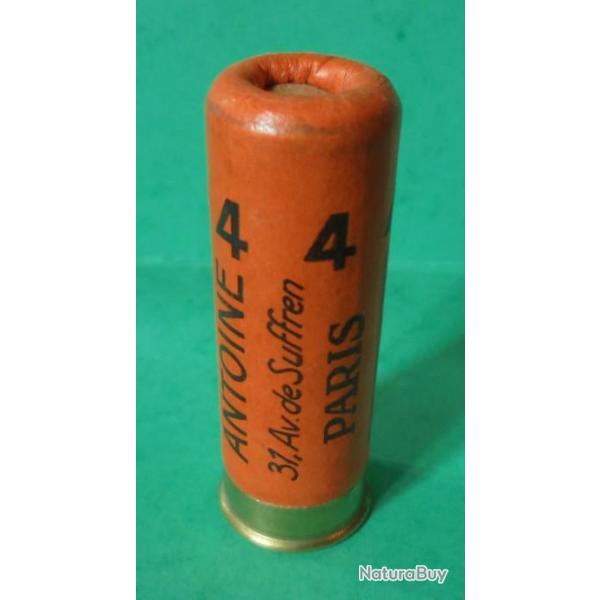 ANTOINE 4
31, Av. de Suffren
PARIS 4
NaturaBuy